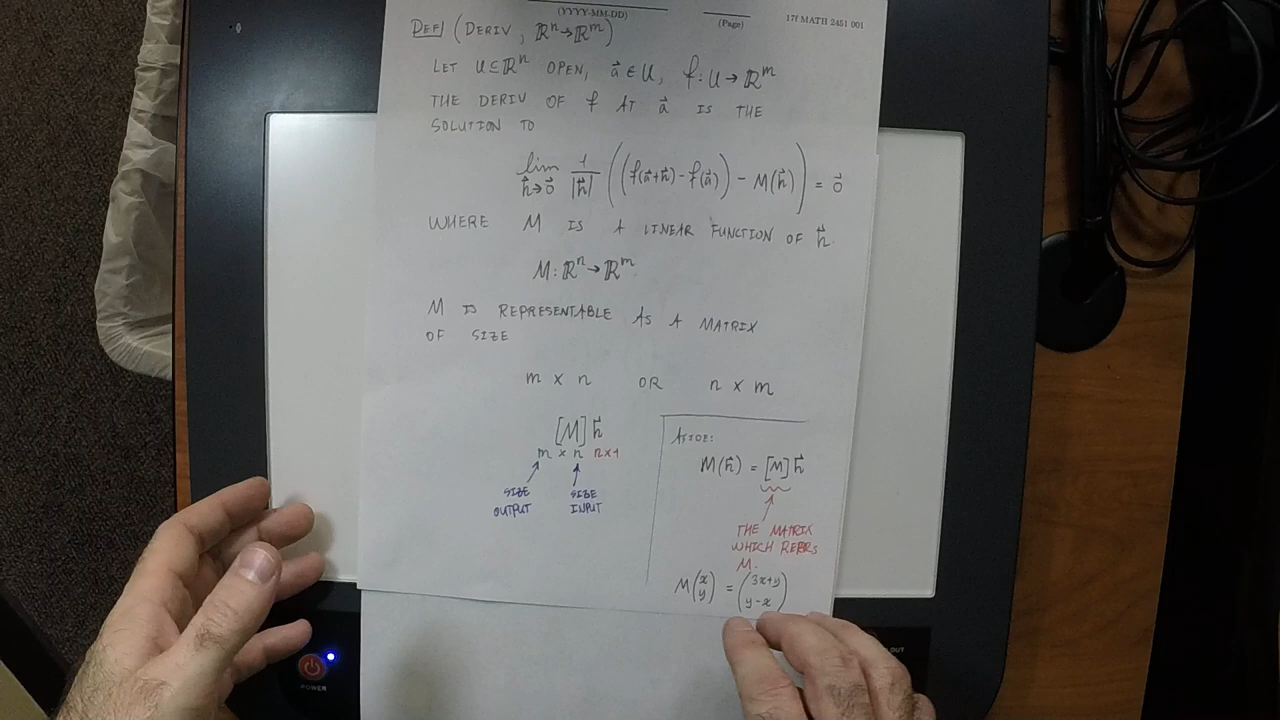 (YYYY-MM-DD)
(Page)
17f MATH 2451 001
DEF) (DERIV, ℝⁿ→ℝᵐ)
LET U⊆ℝⁿ OPEN, a⃗ ∈ U, f: U → ℝᵐ
THE DERIV OF f AT a⃗ IS THE
SOLUTION TO
lim h⃗→0⃗ 1/|h⃗| ((f(a⃗+h⃗) - f(a⃗)) - M(h⃗)) = 0⃗
WHERE M IS A LINEAR FUNCTION OF h⃗.
M: ℝⁿ → ℝᵐ
M IS REPRESENTABLE AS A MATRIX
OF SIZE
m x n OR n x m
[M] h⃗
m x n n x 1
SIZE OUTPUT
SIZE INPUT
ASIDE:
M(h⃗) = [M] h⃗
THE MATRIX
WHICH REPRS
M.
M(x y) = (3x+y y-x)
POWER
OUT